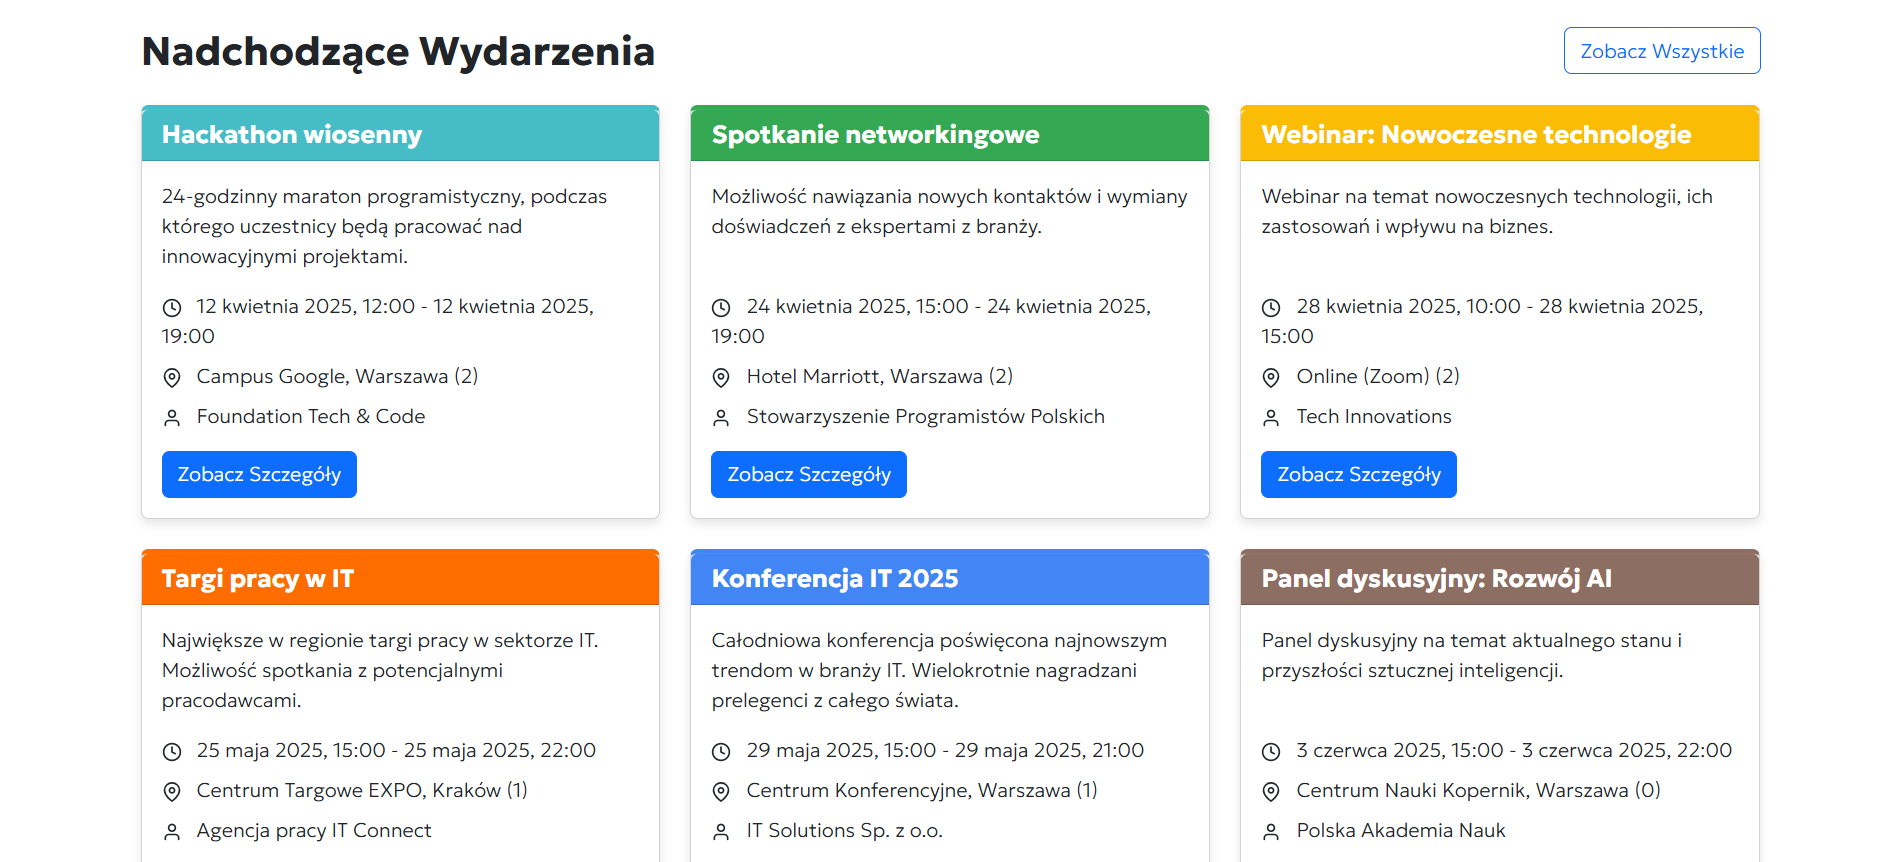 Nadchodzące Wydarzenia
Zobacz Wszystkie
Hackathon wiosenny
24-godzinny maraton programistyczny, podczas
którego uczestnicy będą pracować nad
innowacyjnymi projektami.
12 kwietnia 2025, 12:00 - 12 kwietnia 2025,
19:00
Campus Google, Warszawa (2)
Foundation Tech & Code
Zobacz Szczegóły
Spotkanie networkingowe
Możliwość nawiązania nowych kontaktów i wymiany
doświadczeń z ekspertami z branży.
24 kwietnia 2025, 15:00 - 24 kwietnia 2025,
19:00
Hotel Marriott, Warszawa (2)
Stowarzyszenie Programistów Polskich
Zobacz Szczegóły
Webinar: Nowoczesne technologie
Webinar na temat nowoczesnych technologii, ich
zastosowań i wpływu na biznes.
28 kwietnia 2025, 10:00 - 28 kwietnia 2025,
15:00
Online (Zoom) (2)
Tech Innovations
Zobacz Szczegóły
Targi pracy w IT
Największe w regionie targi pracy w sektorze IT.
Możliwość spotkania z potencjalnymi
pracodawcami.
25 maja 2025, 15:00 - 25 maja 2025, 22:00
Centrum Targowe EXPO, Kraków (1)
Agencja pracy IT Connect
Konferencja IT 2025
Całodniowa konferencja poświęcona najnowszym
trendom w branży IT. Wielokrotnie nagradzani
prelegenci z całego świata.
29 maja 2025, 15:00 - 29 maja 2025, 21:00
Centrum Konferencyjne, Warszawa (1)
IT Solutions Sp. z o.o.
Panel dyskusyjny: Rozwój AI
Panel dyskusyjny na temat aktualnego stanu i
przyszłości sztucznej inteligencji.
3 czerwca 2025, 15:00 - 3 czerwca 2025, 22:00
Centrum Nauki Kopernik, Warszawa (0)
Polska Akademia Nauk